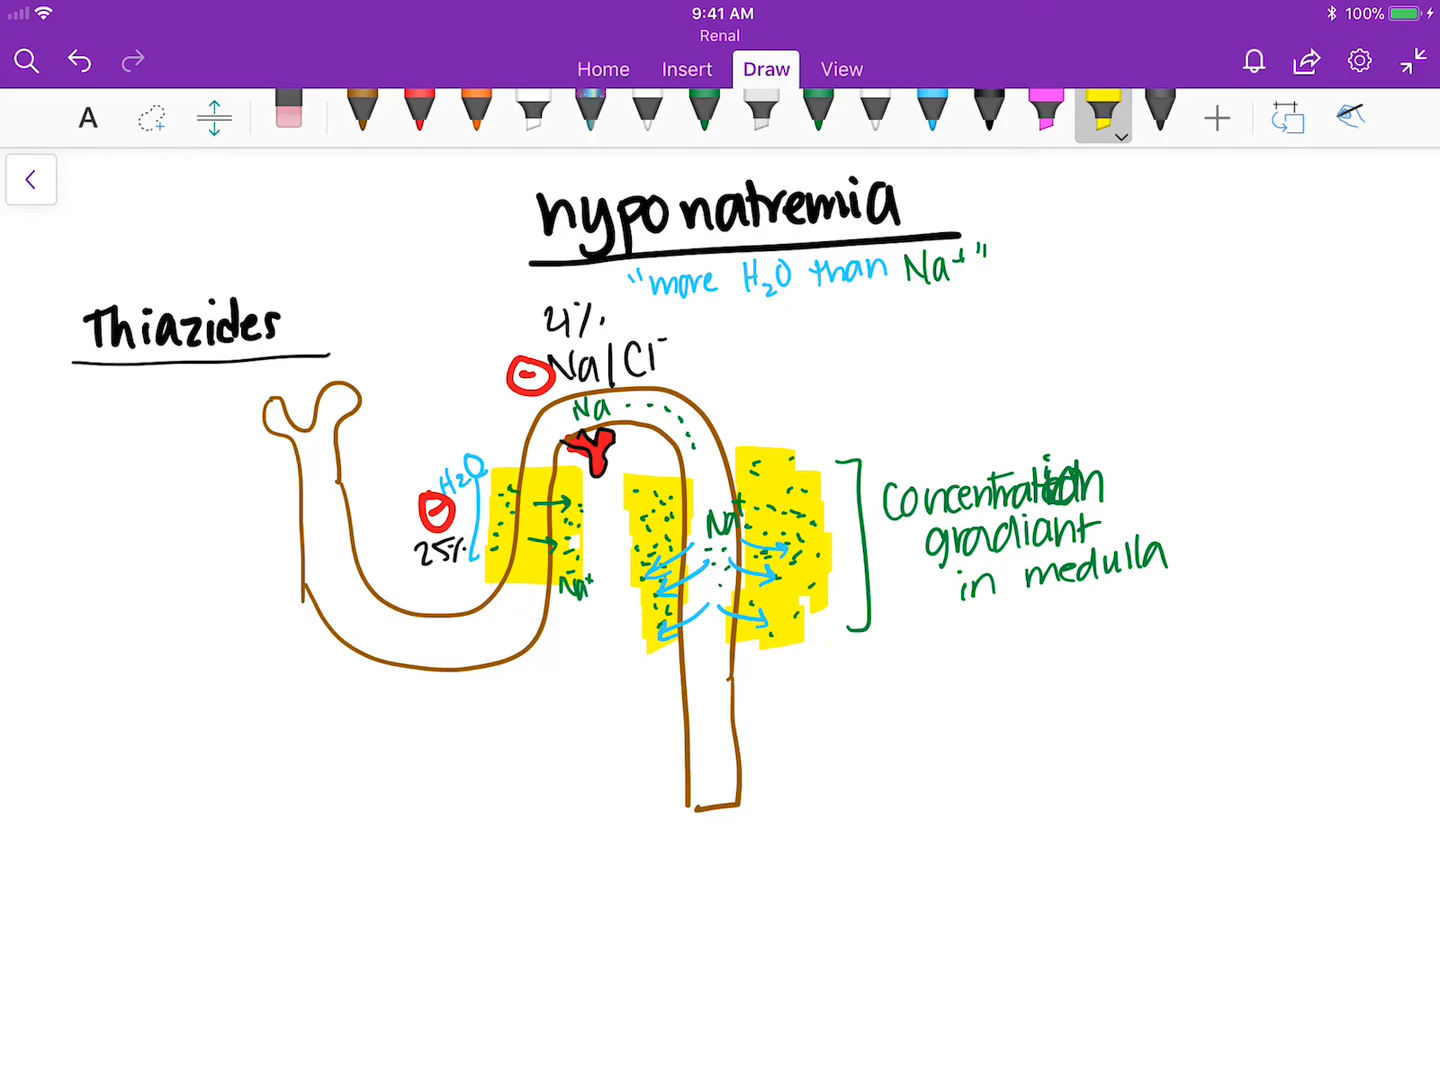 9:41 AM
100%
Renal
Home Insert Draw View
A
hyponatremia
"more H₂O than Na⁺"
Thiazides
4%
Na/Cl⁻
Na
H₂O
25%
Na⁺
Na⁺
concentration
gradiant
in medulla